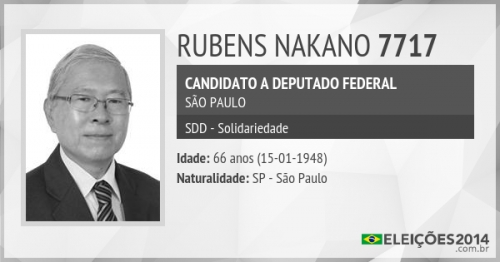 RUBENS NAKANO 7717
CANDIDATO A DEPUTADO FEDERAL
SÃO PAULO
SDD - Solidariedade
Idade: 66 anos (15-01-1948)
Naturalidade: SP - São Paulo
ELEIÇÕES2014
.com.br